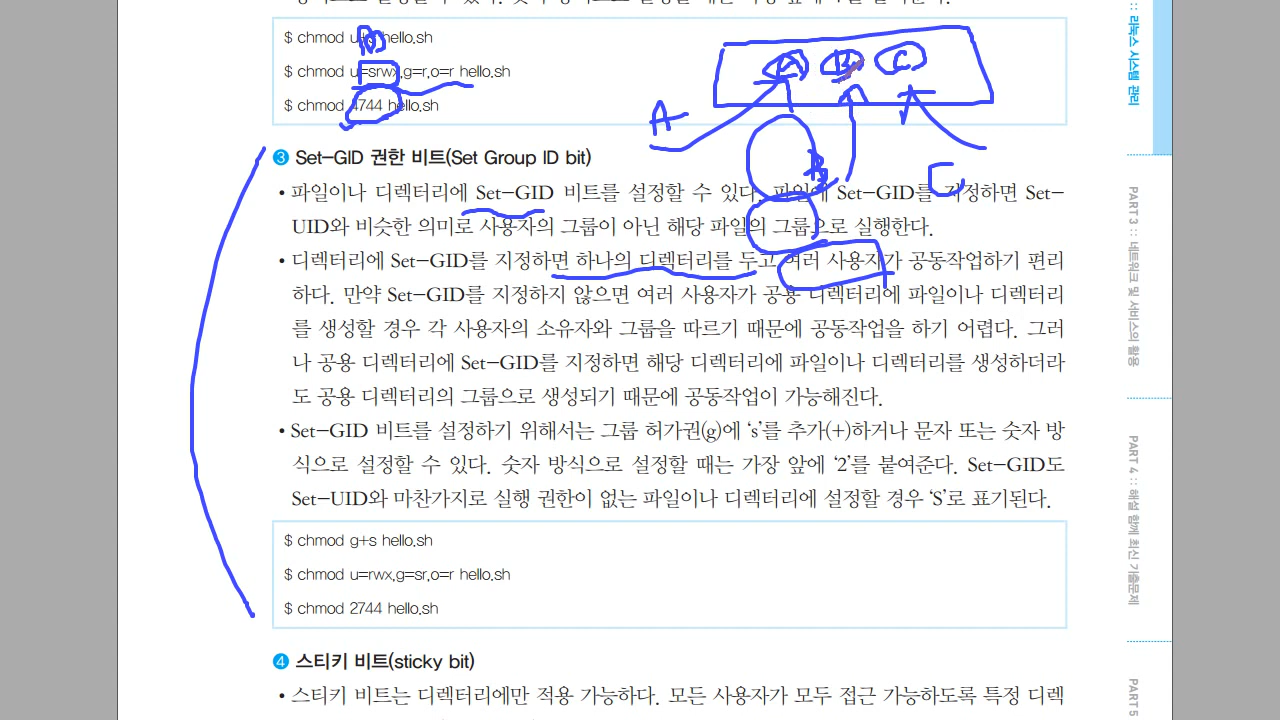 $ chmod u+s hello.sh
$ chmod u=srwx,g=r,o=r hello.sh
$ chmod 4744 hello.sh
A B C
A
B
C
❸ Set-GID 권한 비트(Set Group ID bit)
• 파일이나 디렉터리에 Set-GID 비트를 설정할 수 있다. 파일에 Set-GID를 지정하면 Set-
UID와 비슷한 의미로 사용자의 그룹이 아닌 해당 파일의 그룹으로 실행한다.
• 디렉터리에 Set-GID를 지정하면 하나의 디렉터리를 두고 여러 사용자가 공동작업하기 편리
하다. 만약 Set-GID를 지정하지 않으면 여러 사용자가 공용 디렉터리에 파일이나 디렉터리
를 생성할 경우 각 사용자의 소유자와 그룹을 따르기 때문에 공동작업을 하기 어렵다. 그러
나 공용 디렉터리에 Set-GID를 지정하면 해당 디렉터리에 파일이나 디렉터리를 생성하더라
도 공용 디렉터리의 그룹으로 생성되기 때문에 공동작업이 가능해진다.
• Set-GID 비트를 설정하기 위해서는 그룹 허가권(g)에 ‘s’를 추가(+)하거나 문자 또는 숫자 방
식으로 설정할 수 있다. 숫자 방식으로 설정할 때는 가장 앞에 ‘2’를 붙여준다. Set-GID도
Set-UID와 마찬가지로 실행 권한이 없는 파일이나 디렉터리에 설정할 경우 ‘S’로 표기된다.
$ chmod g+s hello.sh
$ chmod u=rwx,g=sr,o=r hello.sh
$ chmod 2744 hello.sh
❹ 스티키 비트(sticky bit)
• 스티키 비트는 디렉터리에만 적용 가능하다. 모든 사용자가 모두 접근 가능하도록 특정 디렉
:: 리눅스 시스템 관리
PART 3 :: 네트워크 및 서비스의 활용
PART 4 :: 해설 함께 최신 기출문제
PART 5